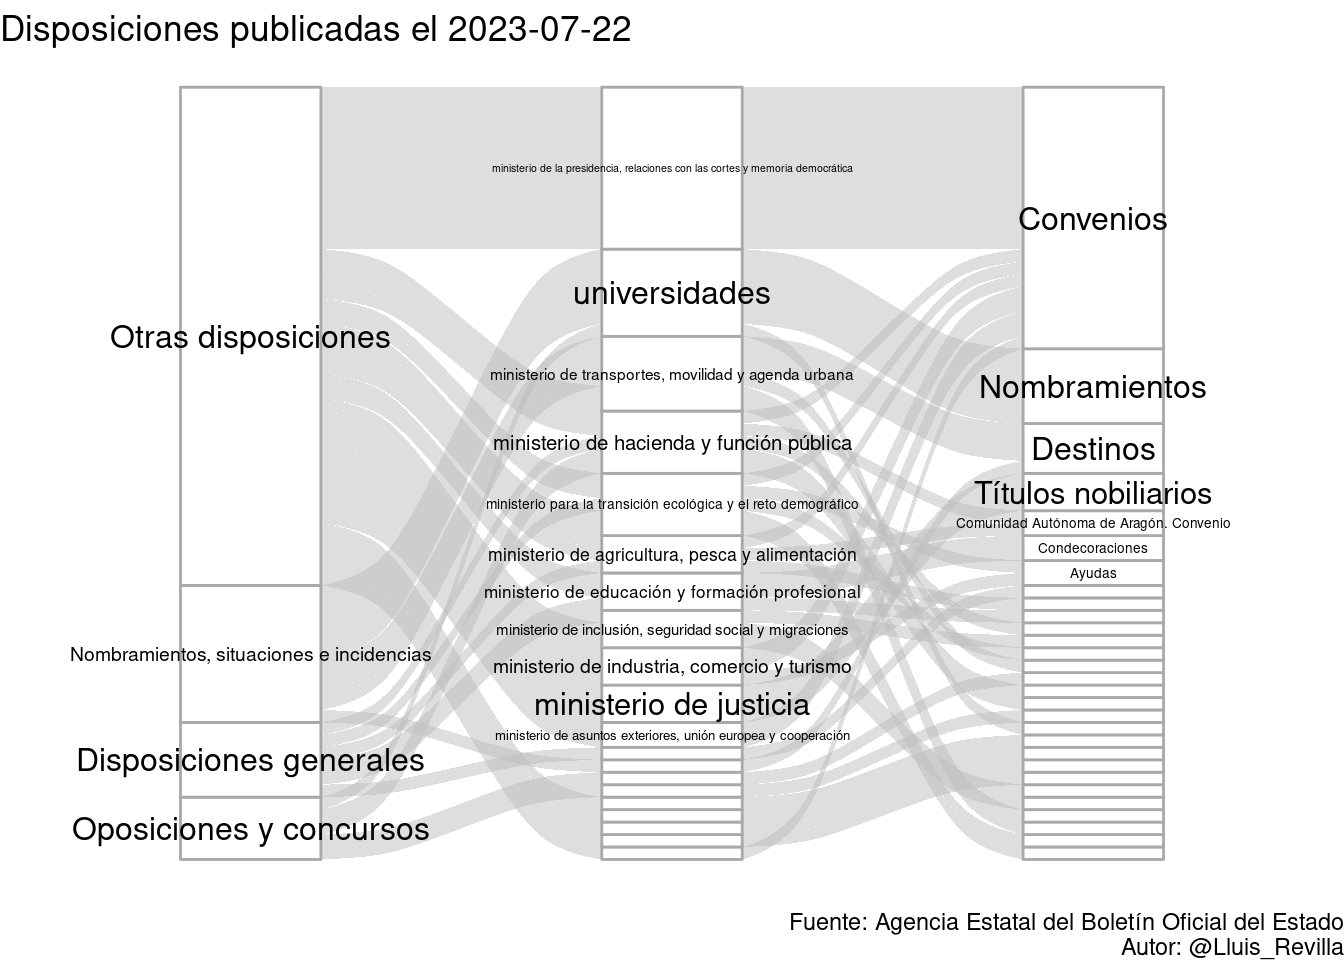 Disposiciones publicadas el 2023-07-22
Otras disposiciones
Nombramientos, situaciones e incidencias
Disposiciones generales
Oposiciones y concursos
ministerio de la presidencia, relaciones con las cortes y memoria democrática
universidades
ministerio de transportes, movilidad y agenda urbana
ministerio de hacienda y función pública
ministerio para la transición ecológica y el reto demográfico
ministerio de agricultura, pesca y alimentación
ministerio de educación y formación profesional
ministerio de inclusión, seguridad social y migraciones
ministerio de industria, comercio y turismo
ministerio de justicia
ministerio de asuntos exteriores, unión europea y cooperación
Convenios
Nombramientos
Destinos
Títulos nobiliarios
Comunidad Autónoma de Aragón. Convenio
Condecoraciones
Ayudas
Fuente: Agencia Estatal del Boletín Oficial del Estado
Autor: @Lluis_Revilla